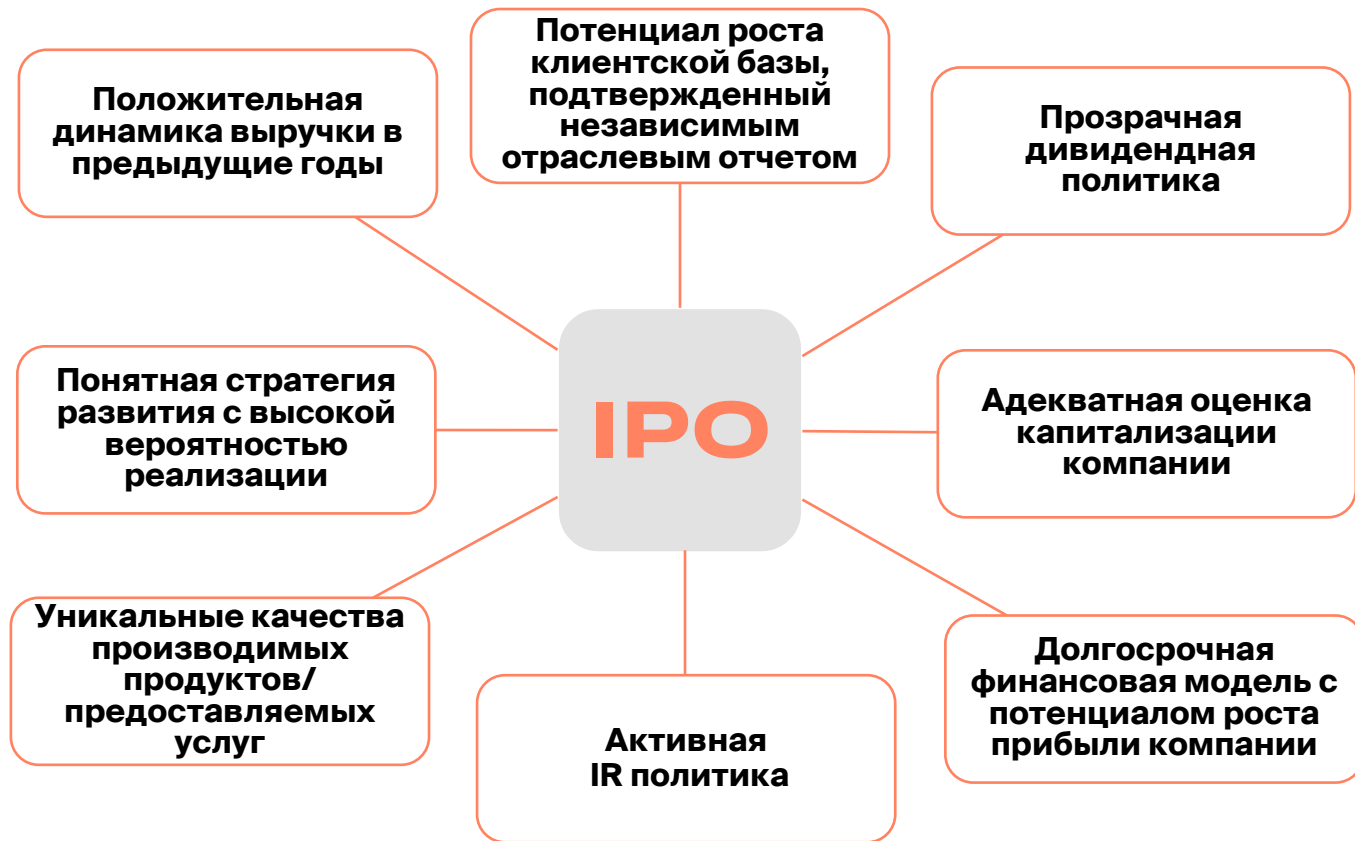 Потенциал роста
клиентской базы,
подтвержденный
независимым
отраслевым отчетом
Положительная
динамика выручки в
предыдущие годы
Прозрачная
дивидендная
политика
Понятная стратегия
развития с высокой
вероятностью
реализации
IPO
Адекватная оценка
капитализации
компании
Уникальные качества
производимых
продуктов/
предоставляемых
услуг
Активная
IR политика
Долгосрочная
финансовая модель с
потенциалом роста
прибыли компании